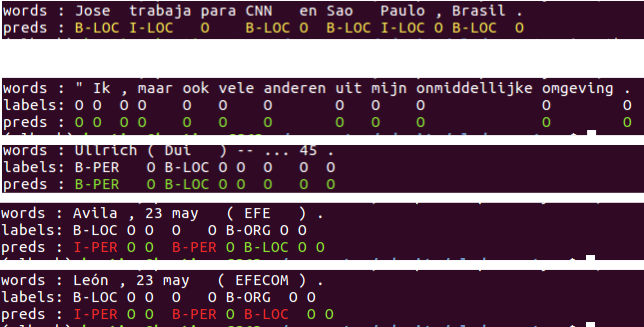 words : Jose trabaja para CNN en Sao Paulo , Brasil .
preds : B-LOC I-LOC O B-LOC O B-LOC I-LOC O B-LOC O
words : " Ik , maar ook vele anderen uit mijn onmiddellijke omgeving .
labels: O O O O O O O O O O O O
preds : O O O O O O O O O O O O
words : Ullrich ( Dui ) -- ... 45 .
labels: B-PER O B-LOC O O O O O
preds : B-PER O B-LOC O O O O O
words : Avila , 23 may ( EFE ) .
labels: B-LOC O O O O B-ORG O O
preds : I-PER O O B-PER O B-LOC O O
words : León , 23 may ( EFECOM ) .
labels: B-LOC O O O O B-ORG O O
preds : I-PER O O B-PER O B-LOC O O